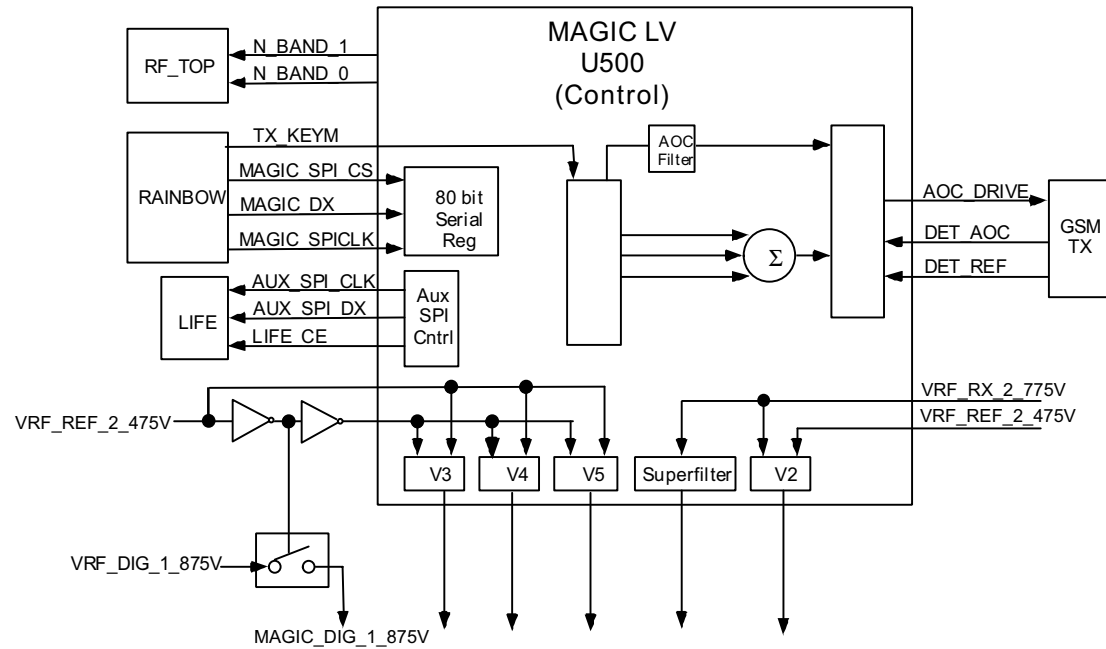 MAGIC LV
U500
(Control)
RF_TOP
N_BAND_1
N_BAND_0
RAINBOW
TX_KEYM
MAGIC_SPI_CS
MAGIC_DX
MAGIC_SPICLK
80 bit
Serial
Reg
AOC
Filter
Σ
AOC_DRIVE
DET_AOC
DET_REF
GSM
TX
LIFE
AUX_SPI_CLK
AUX_SPI_DX
LIFE_CE
Aux
SPI
Cntrl
VRF_REF_2_475V
VRF_RX_2_775V
VRF_REF_2_475V
V3
V4
V5
Superfilter
V2
VRF_DIG_1_875V
MAGIC_DIG_1_875V